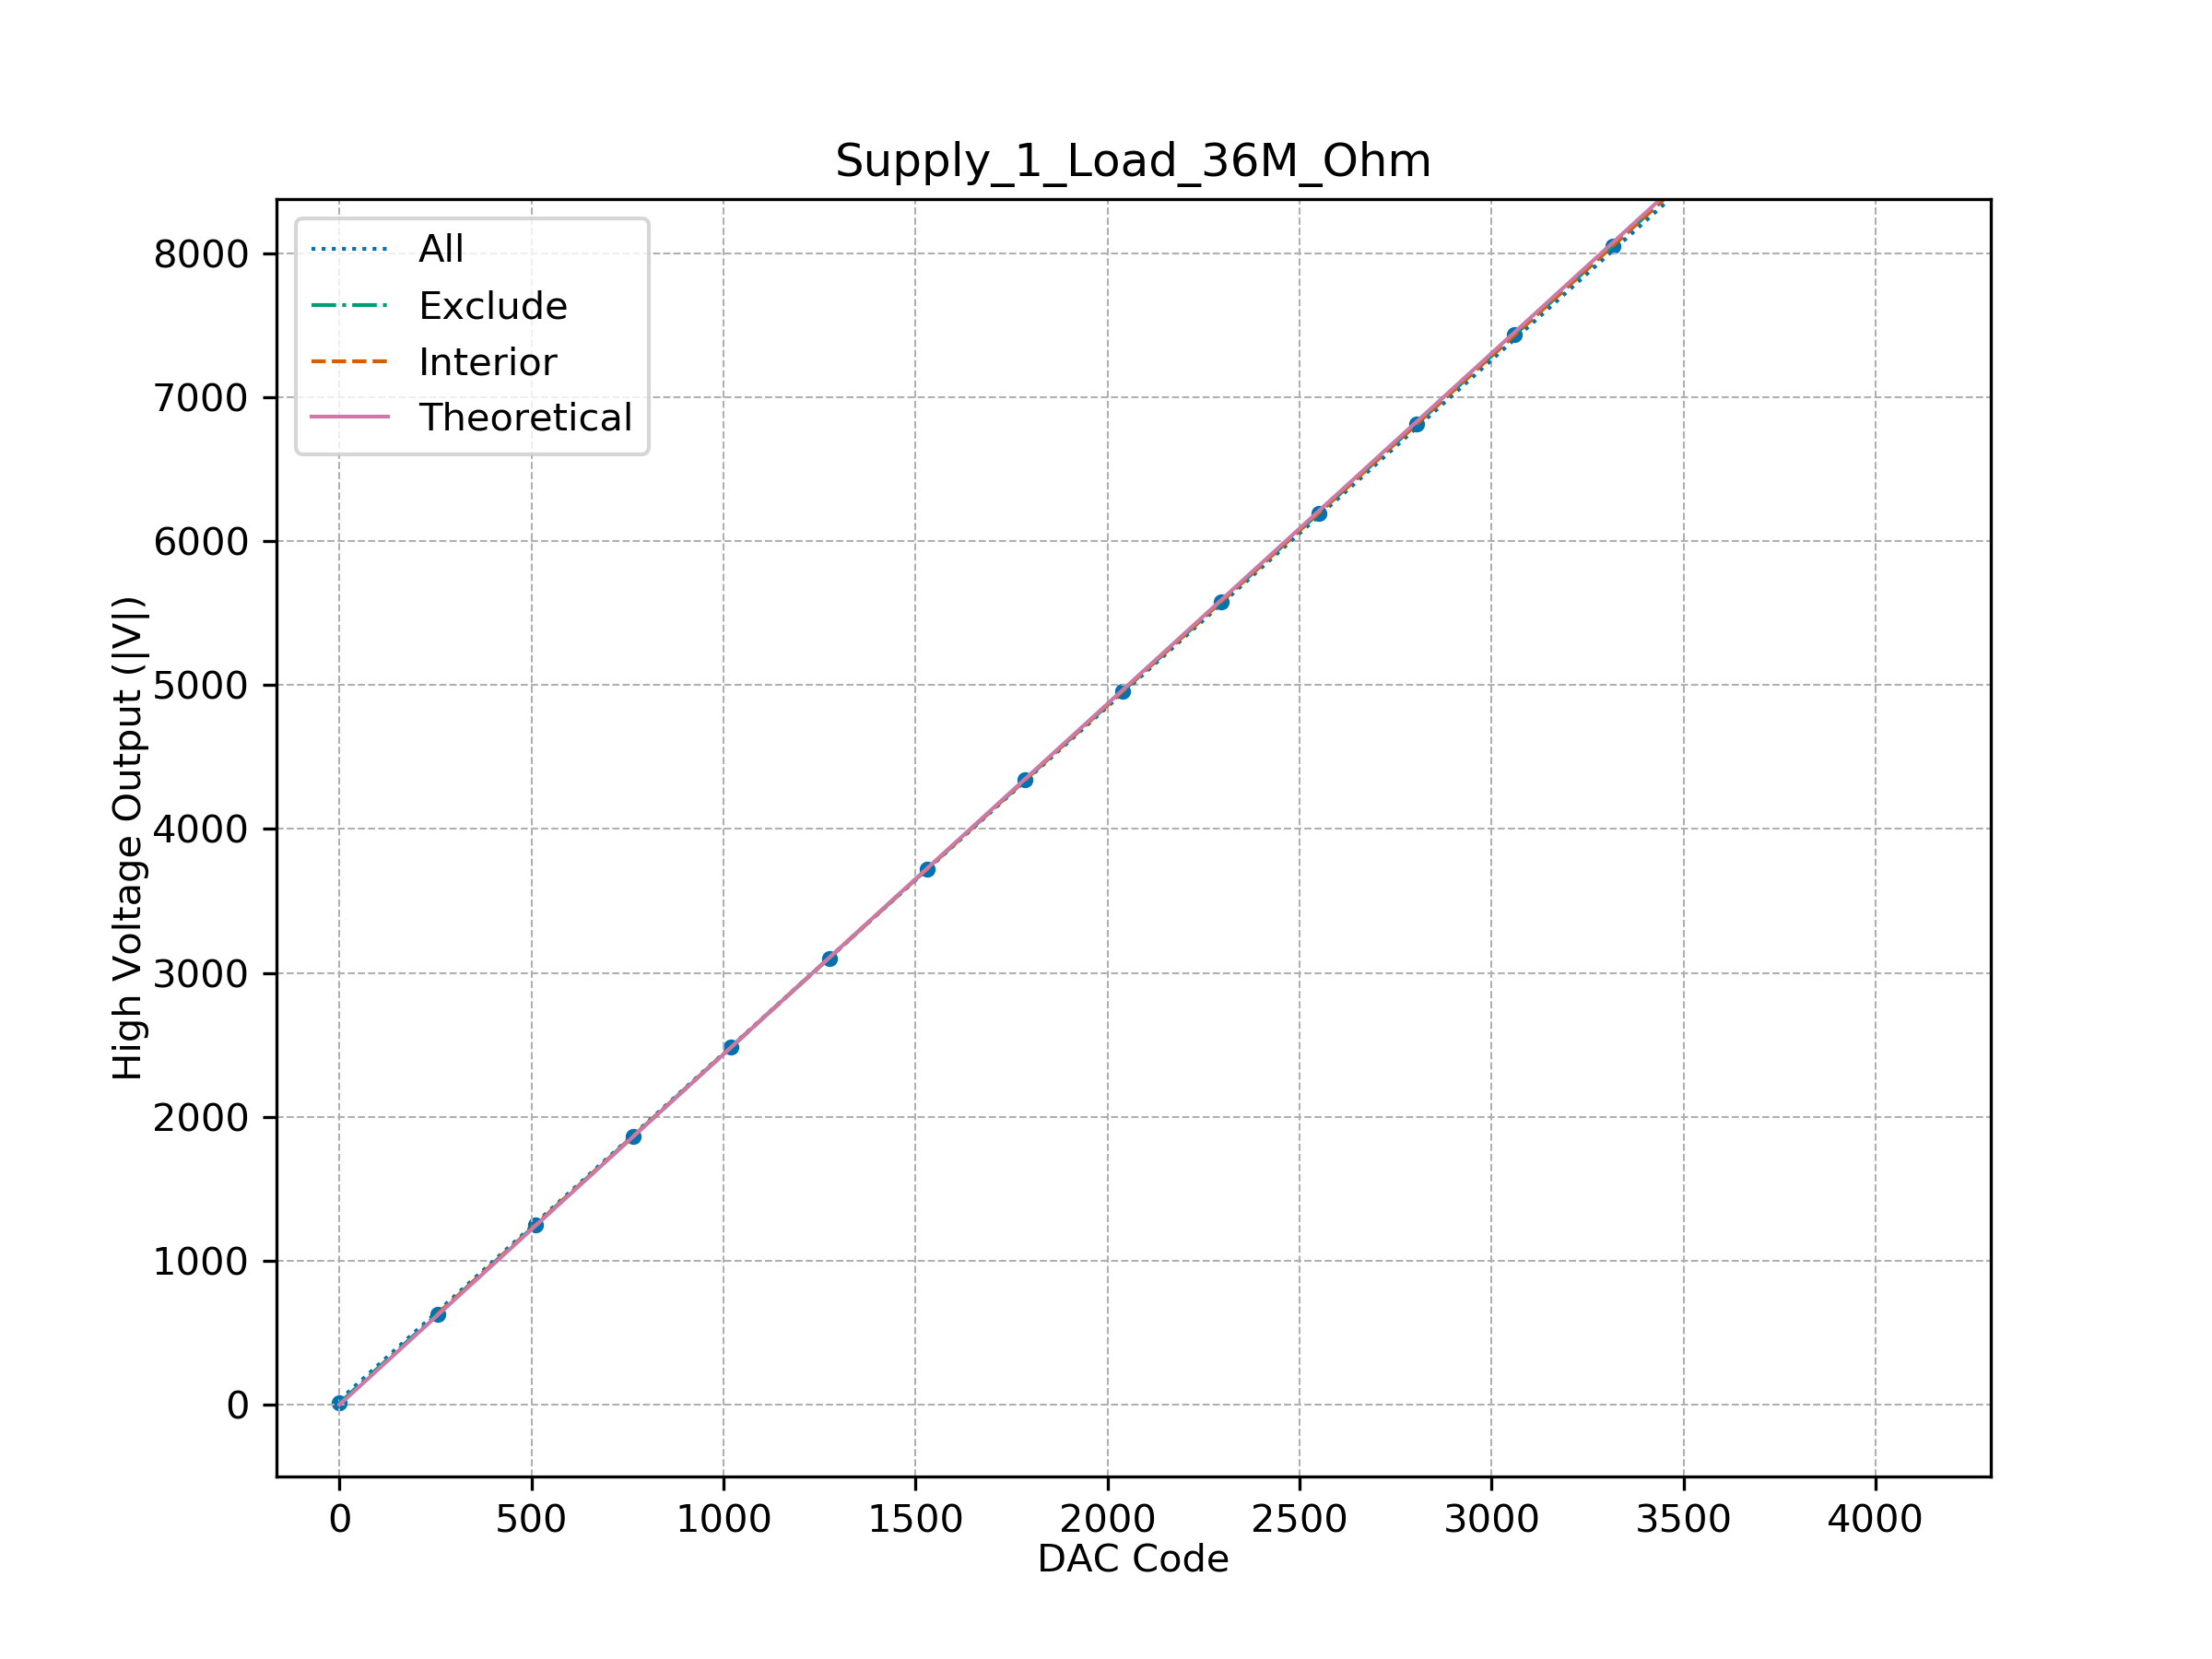 Supply_1_Load_36M_Ohm
All
Exclude
Interior
Theoretical
8000
7000
6000
5000
4000
3000
2000
1000
0
High Voltage Output (|V|)
0 500 1000 1500 2000 2500 3000 3500 4000
DAC Code